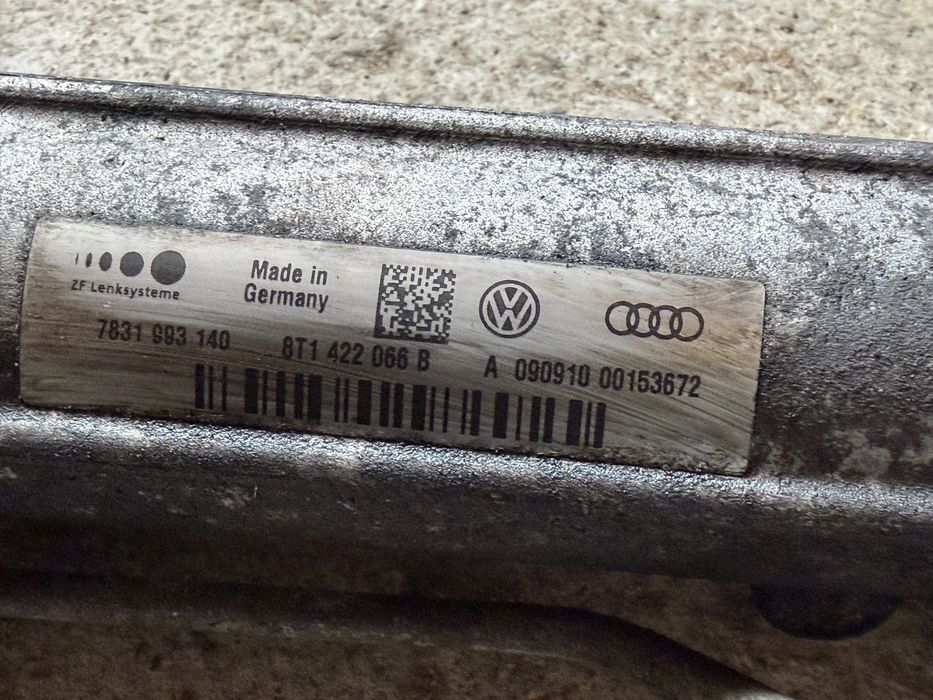 ZF Lenksysteme
Made in
Germany
7831 993 140 8T1 422 066 B A 090910 00153672